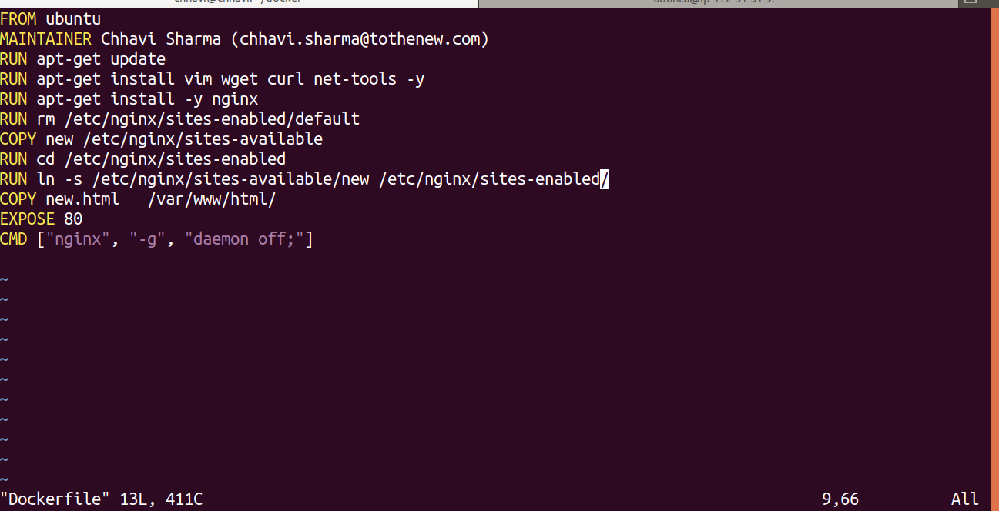 FROM ubuntu
MAINTAINER Chhavi Sharma (chhavi.sharma@tothenew.com)
RUN apt-get update
RUN apt-get install vim wget curl net-tools -y
RUN apt-get install -y nginx
RUN rm /etc/nginx/sites-enabled/default
COPY new /etc/nginx/sites-available
RUN cd /etc/nginx/sites-enabled
RUN ln -s /etc/nginx/sites-available/new /etc/nginx/sites-enabled/
COPY new.html   /var/www/html/
EXPOSE 80
CMD ["nginx", "-g", "daemon off;"]
~
~
~
~
~
~
~
~
~
~
~
"Dockerfile" 13L, 411C 9,66 All